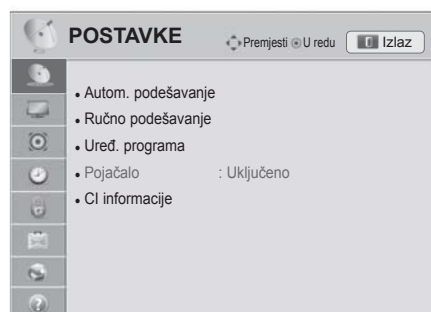 POSTAVKE Premjesti U redu Izlaz
• Autom. podešavanje
• Ručno podešavanje
• Uređ. programa
• Pojačalo : Uključeno
• CI informacije